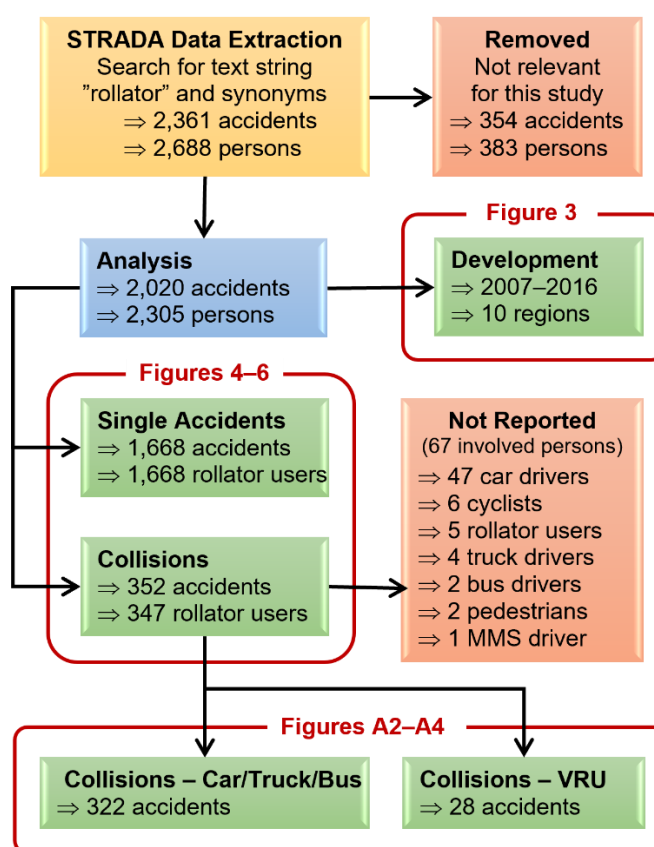 STRADA Data Extraction
Search for text string
”rollator” and synonyms
⇒ 2,361 accidents
⇒ 2,688 persons
Removed
Not relevant
for this study
⇒ 354 accidents
⇒ 383 persons
Figure 3
Analysis
⇒ 2,020 accidents
⇒ 2,305 persons
Development
⇒ 2007–2016
⇒ 10 regions
Figures 4–6
Single Accidents
⇒ 1,668 accidents
⇒ 1,668 rollator users
Collisions
⇒ 352 accidents
⇒ 347 rollator users
Not Reported
(67 involved persons)
⇒ 47 car drivers
⇒ 6 cyclists
⇒ 5 rollator users
⇒ 4 truck drivers
⇒ 2 bus drivers
⇒ 2 pedestrians
⇒ 1 MMS driver
Figures A2–A4
Collisions – Car/Truck/Bus
⇒ 322 accidents
Collisions – VRU
⇒ 28 accidents